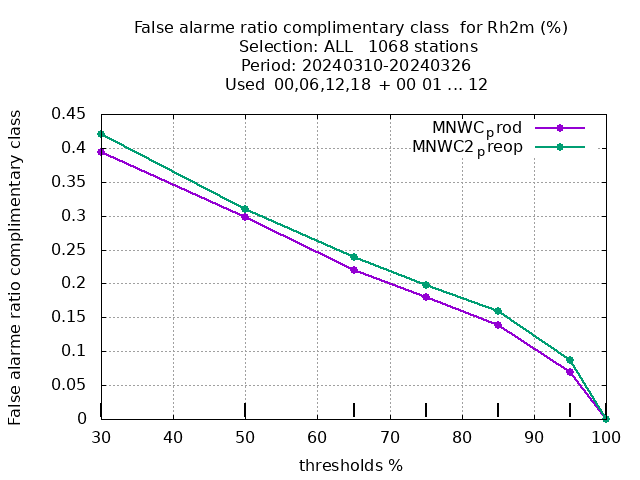 False alarme ratio complimentary class  for Rh2m (%)
Selection: ALL   1068 stations
Period: 20240310-20240326
Used  00,06,12,18 + 00 01 ... 12
False alarme ratio complimentary class
0.45
0.4
0.35
0.3
0.25
0.2
0.15
0.1
0.05
0
MNWCprod
MNWC2preop
30 40 50 60 70 80 90 100
thresholds %